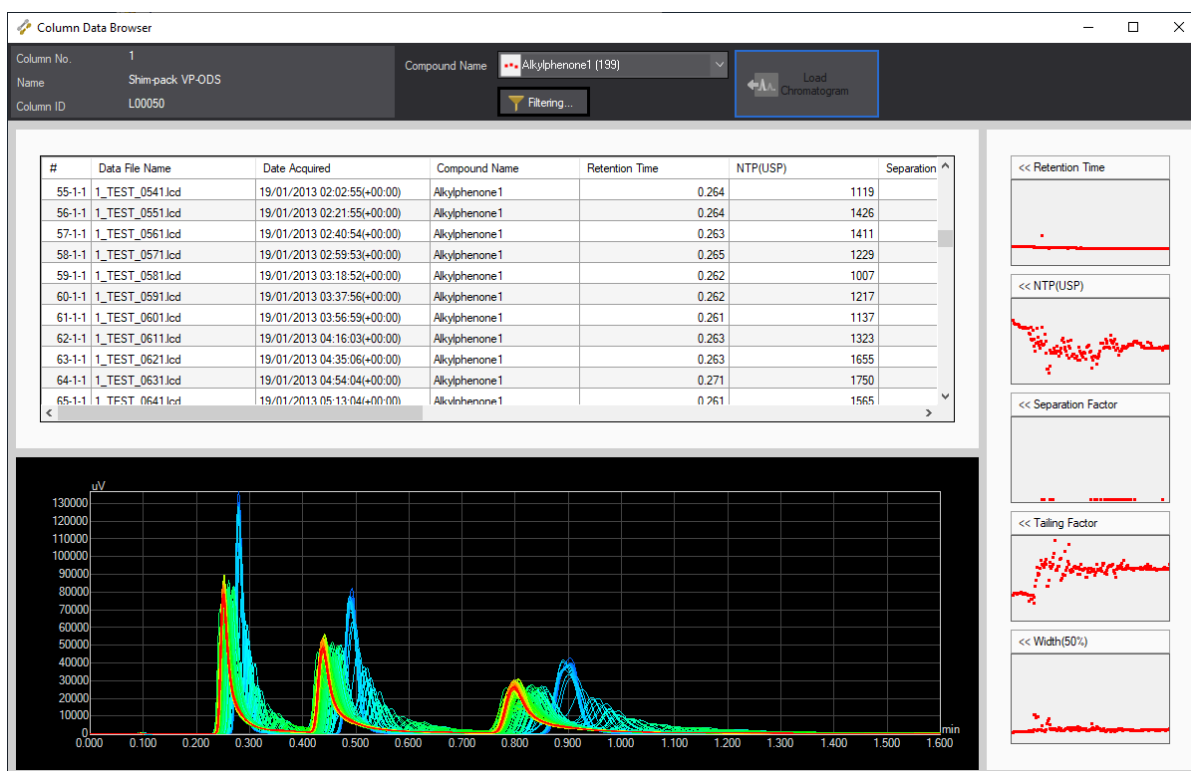 Column Data Browser
Column No. 1
Name Shim-pack VP-ODS
Column ID L00050
Compound Name Alkylphenone1 (199)
Filtering...
Load
Chromatogram
# Data File Name Date Acquired Compound Name Retention Time NTP(USP) Separation
55-1-1 1_TEST_0541.lcd 19/01/2013 02:02:55(+00:00) Alkylphenone1 0.264 1119
56-1-1 1_TEST_0551.lcd 19/01/2013 02:21:55(+00:00) Alkylphenone1 0.264 1426
57-1-1 1_TEST_0561.lcd 19/01/2013 02:40:54(+00:00) Alkylphenone1 0.263 1411
58-1-1 1_TEST_0571.lcd 19/01/2013 02:59:53(+00:00) Alkylphenone1 0.265 1229
59-1-1 1_TEST_0581.lcd 19/01/2013 03:18:52(+00:00) Alkylphenone1 0.262 1007
60-1-1 1_TEST_0591.lcd 19/01/2013 03:37:56(+00:00) Alkylphenone1 0.262 1217
61-1-1 1_TEST_0601.lcd 19/01/2013 03:56:59(+00:00) Alkylphenone1 0.261 1137
62-1-1 1_TEST_0611.lcd 19/01/2013 04:16:03(+00:00) Alkylphenone1 0.263 1323
63-1-1 1_TEST_0621.lcd 19/01/2013 04:35:06(+00:00) Alkylphenone1 0.263 1655
64-1-1 1_TEST_0631.lcd 19/01/2013 04:54:04(+00:00) Alkylphenone1 0.271 1750
65-1-1 1_TEST_0641.lcd 19/01/2013 05:13:04(+00:00) Alkylphenone1 0.261 1565
<< Retention Time
<< NTP(USP)
<< Separation Factor
<< Tailing Factor
<< Width(50%)
uV
130000
120000
110000
100000
90000
80000
70000
60000
50000
40000
30000
20000
10000
0
0.000 0.100 0.200 0.300 0.400 0.500 0.600 0.700 0.800 0.900 1.000 1.100 1.200 1.300 1.400 1.500 1.600
min